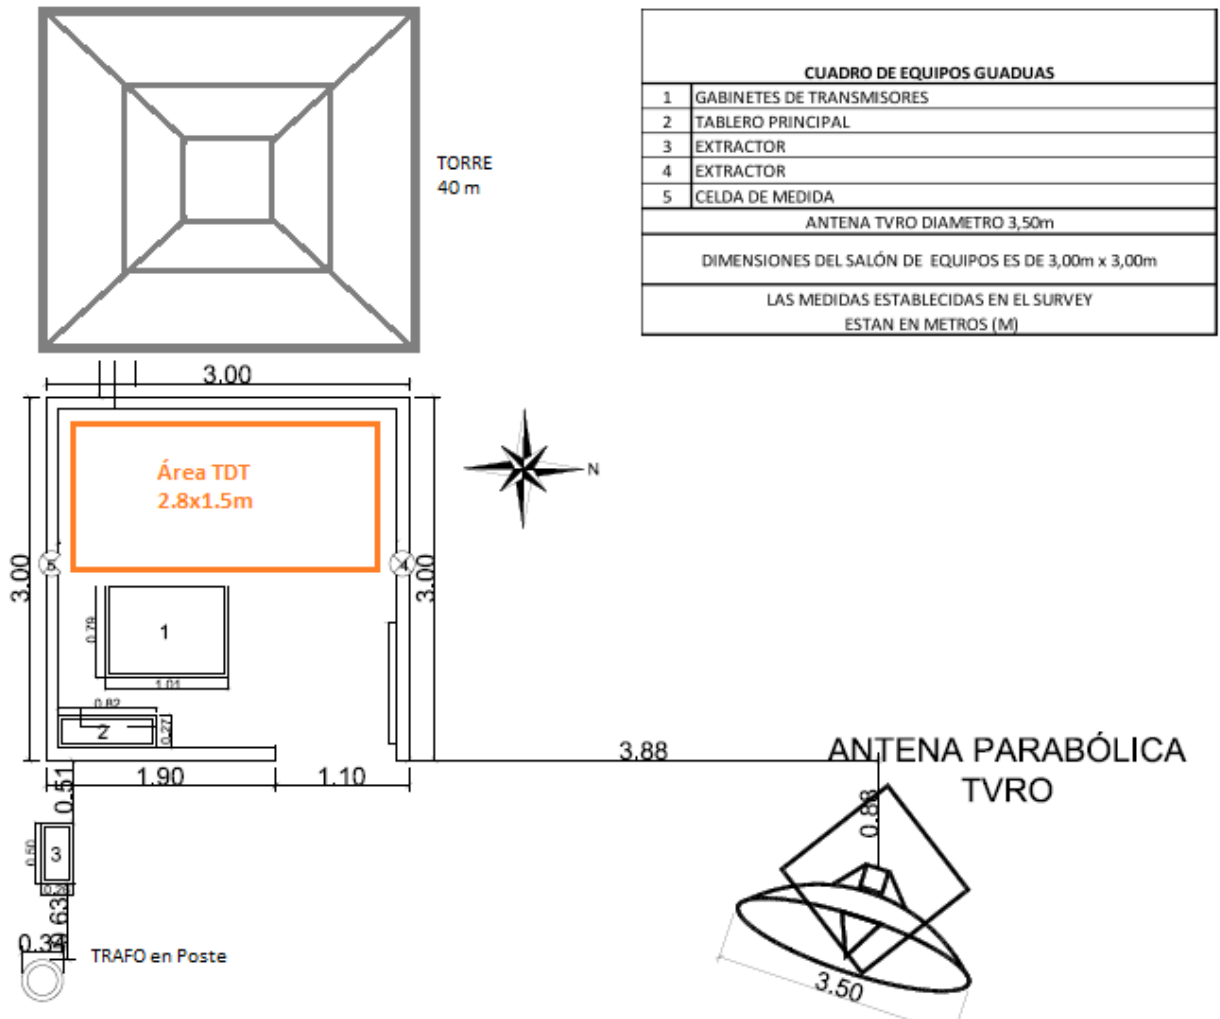 CUADRO DE EQUIPOS GUADUAS
1 GABINETES DE TRANSMISORES
2 TABLERO PRINCIPAL
3 EXTRACTOR
4 EXTRACTOR
5 CELDA DE MEDIDA
ANTENA TVRO DIAMETRO 3,50m
DIMENSIONES DEL SALÓN DE EQUIPOS ES DE 3,00m x 3,00m
LAS MEDIDAS ESTABLECIDAS EN EL SURVEY
ESTAN EN METROS (M)
TORRE
40 m
3.00
Área TDT
2.8x1.5m
N
3.00
5
4
3.00
0.79
1
1.01
0.82
2
0.27
1.90
1.10
3.88
ANTENA PARABÓLICA
TVRO
0.51
0.88
0.50
3
63
0.34
TRAFO en Poste
3.50